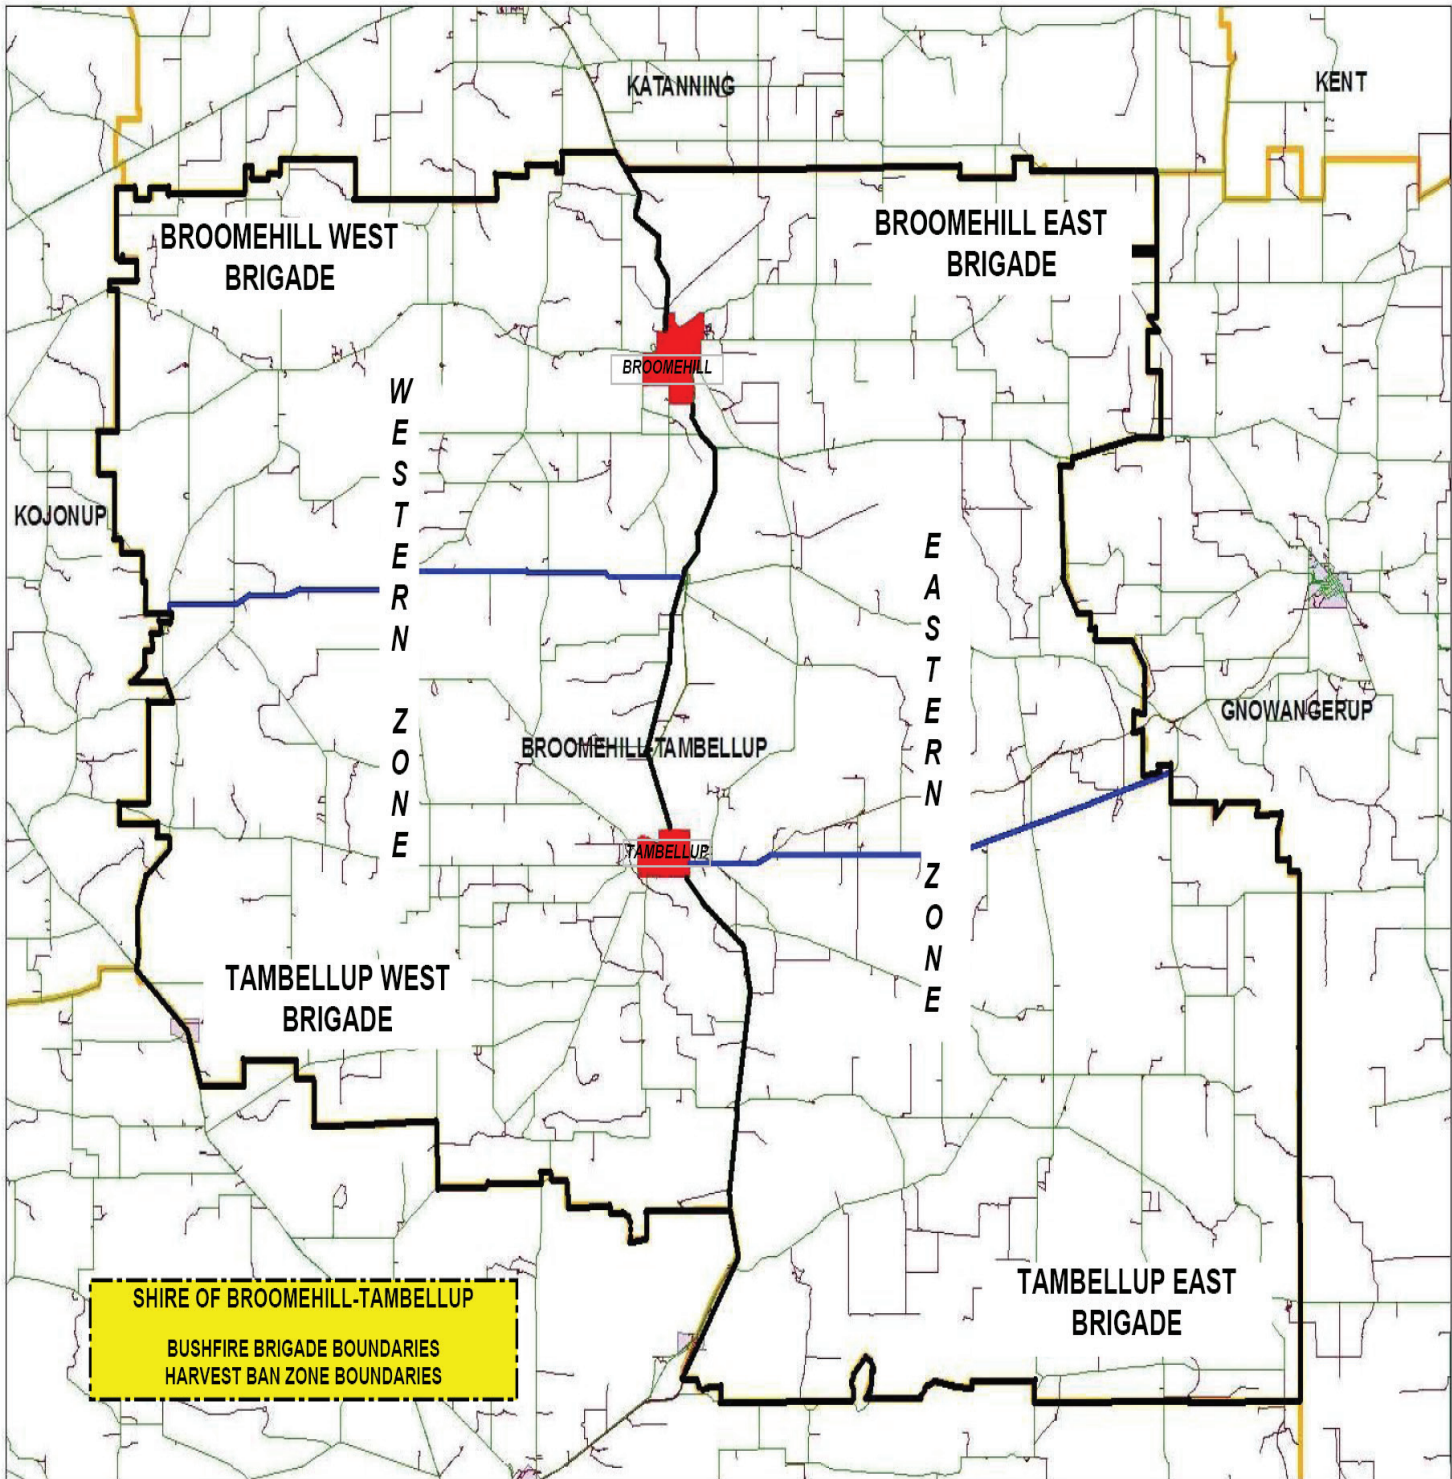 KATANNING
KENT
BROOMEHILL WEST
BRIGADE
BROOMEHILL EAST
BRIGADE
BROOMEHILL
WESTERN ZONE
KOJONUP
EASTERN ZONE
GNOWANGERUP
BROOMEHILL-TAMBELLUP
TAMBELLUP
TAMBELLUP WEST
BRIGADE
TAMBELLUP EAST
BRIGADE
SHIRE OF BROOMEHILL-TAMBELLUP
BUSHFIRE BRIGADE BOUNDARIES
HARVEST BAN ZONE BOUNDARIES